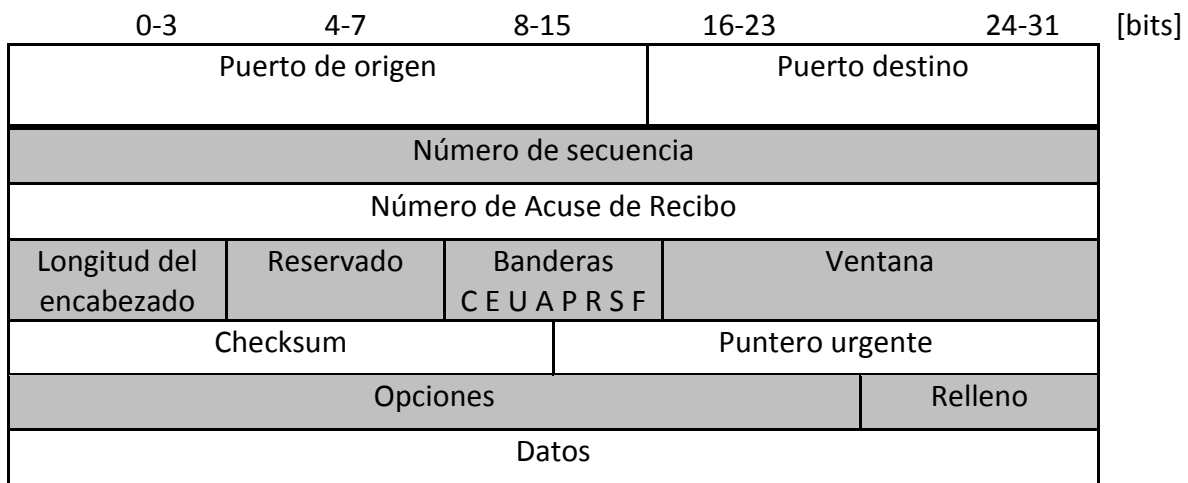 0-3 4-7 8-15 16-23 24-31 [bits]
Puerto de origen Puerto destino
Número de secuencia
Número de Acuse de Recibo
Longitud del encabezado Reservado Banderas C E U A P R S F Ventana
Checksum Puntero urgente
Opciones Relleno
Datos